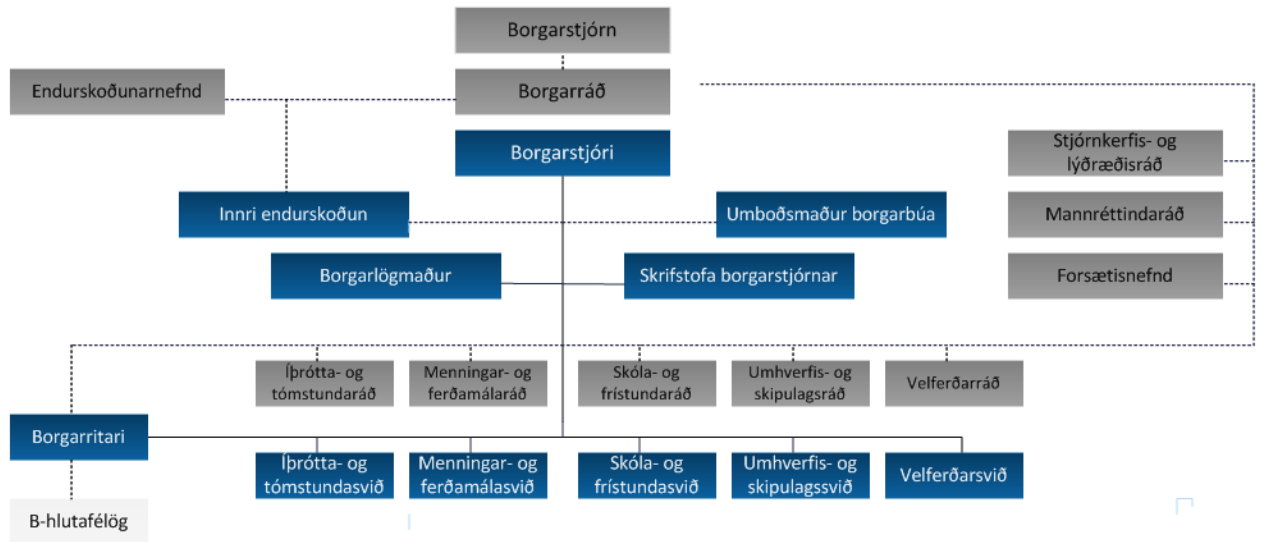 Borgarstjórn
Endurskoðunarnefnd
Borgarráð
Borgarstjóri
Stjórnkerfis- og
lýðræðisráð
Innri endurskoðun
Umboðsmaður borgarbúa
Mannréttindaráð
Borgarlögmaður
Skrifstofa borgarstjórnar
Forsætisnefnd
Íþrótta- og
tómstundaráð
Menningar- og
ferðamálaráð
Skóla- og
frístundaráð
Umhverfis- og
skipulagsráð
Velferðarráð
Borgarritari
Íþrótta- og
tómstundasvið
Menningar- og
ferðamálasvið
Skóla- og
frístundasvið
Umhverfis- og
skipulagssvið
Velferðarsvið
B-hlutafélög